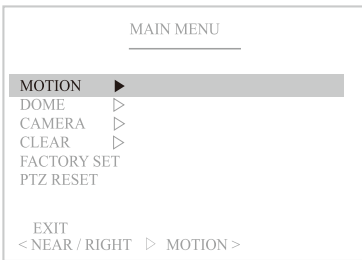 MAIN MENU
MOTION ▶
DOME ▷
CAMERA ▷
CLEAR ▷
FACTORY SET
PTZ RESET
EXIT
< NEAR / RIGHT ▷ MOTION >